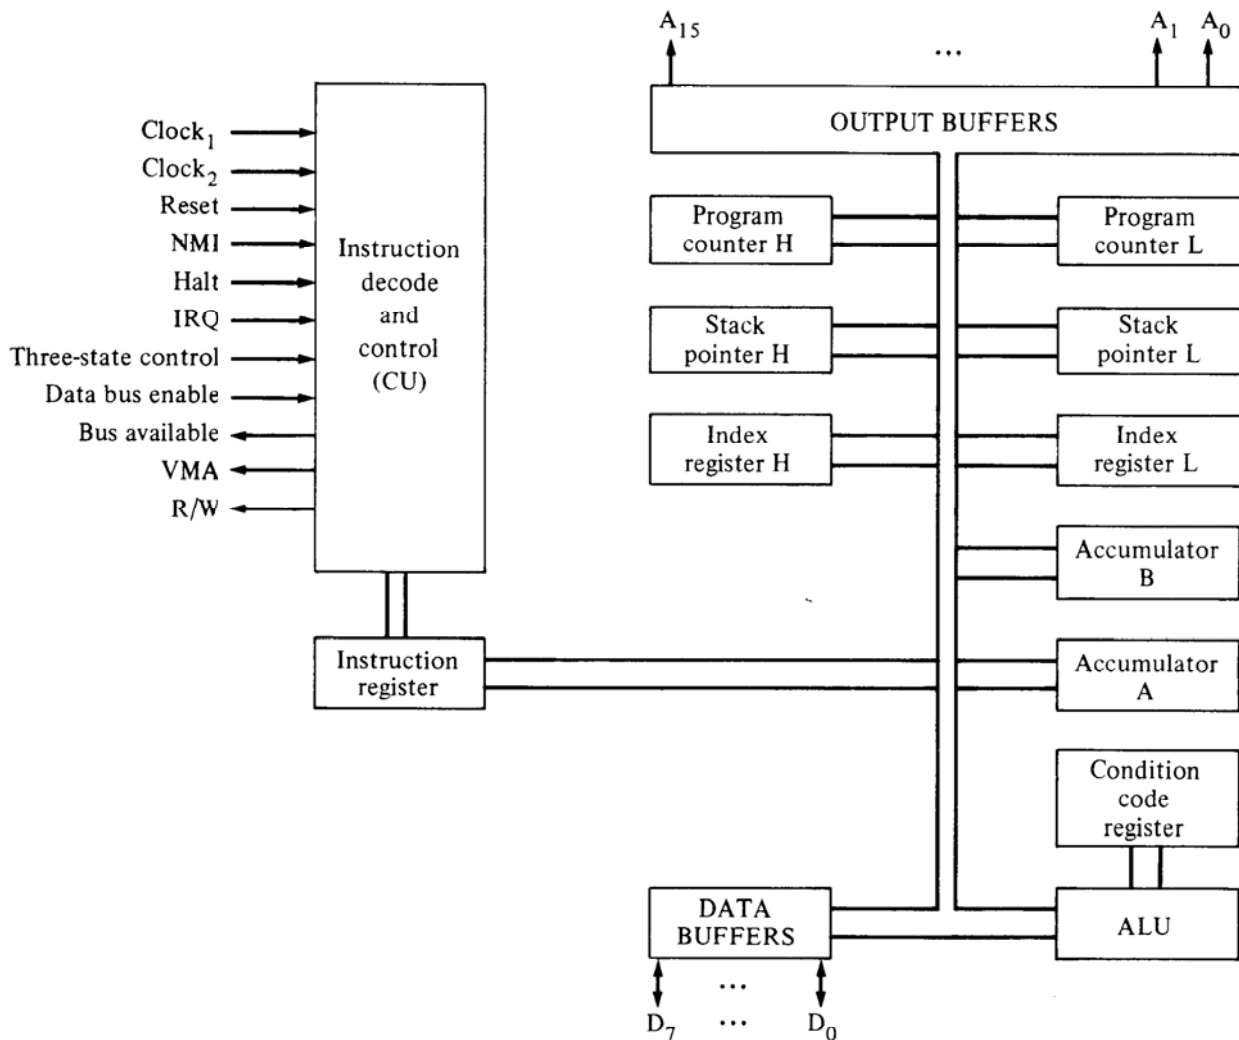 A15 ... A1 A0
OUTPUT BUFFERS
Clock1
Clock2
Reset
NMI
Halt
IRQ
Three-state control
Data bus enable
Bus available
VMA
R/W
Instruction
decode
and
control
(CU)
Program
counter H
Program
counter L
Stack
pointer H
Stack
pointer L
Index
register H
Index
register L
Accumulator
B
Instruction
register
Accumulator
A
Condition
code
register
DATA
BUFFERS
ALU
...
D7 ... D0